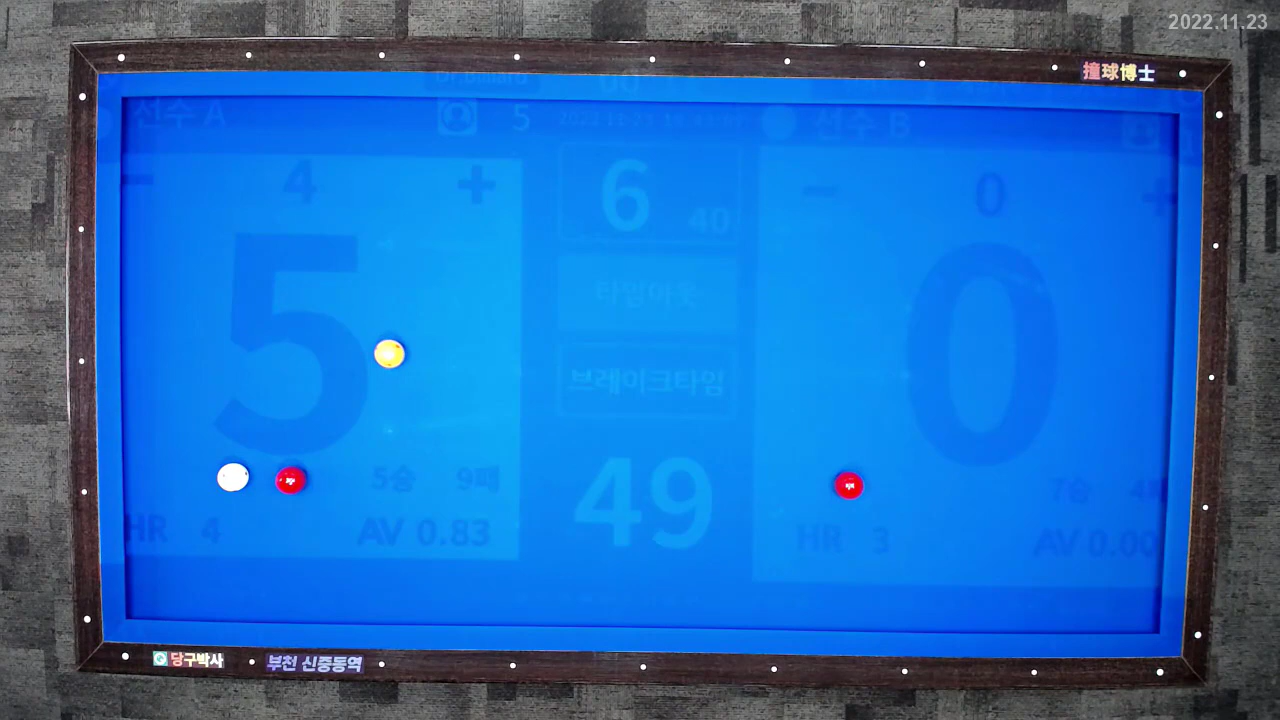 2022.11.23
撞球博士
선수 A
5
선수 B
4
+
6
40
0
+
5
0
타임아웃
브레이크타임
5승 9패
49
7승
HR 4
AV 0.83
HR 3
AV 0.00
당구박사
부천 신중동역